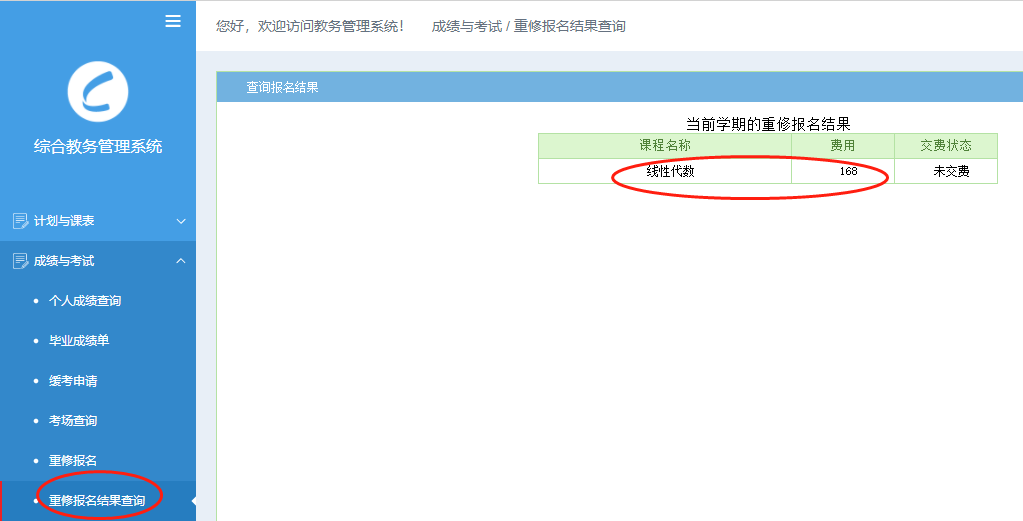 您好，欢迎访问教务管理系统！ 成绩与考试 / 重修报名结果查询
综合教务管理系统
计划与课表
成绩与考试
个人成绩查询
毕业成绩单
缓考申请
考场查询
重修报名
重修报名结果查询
查询报名结果
当前学期的重修报名结果
课程名称 费用 交费状态
线性代数 168 未交费